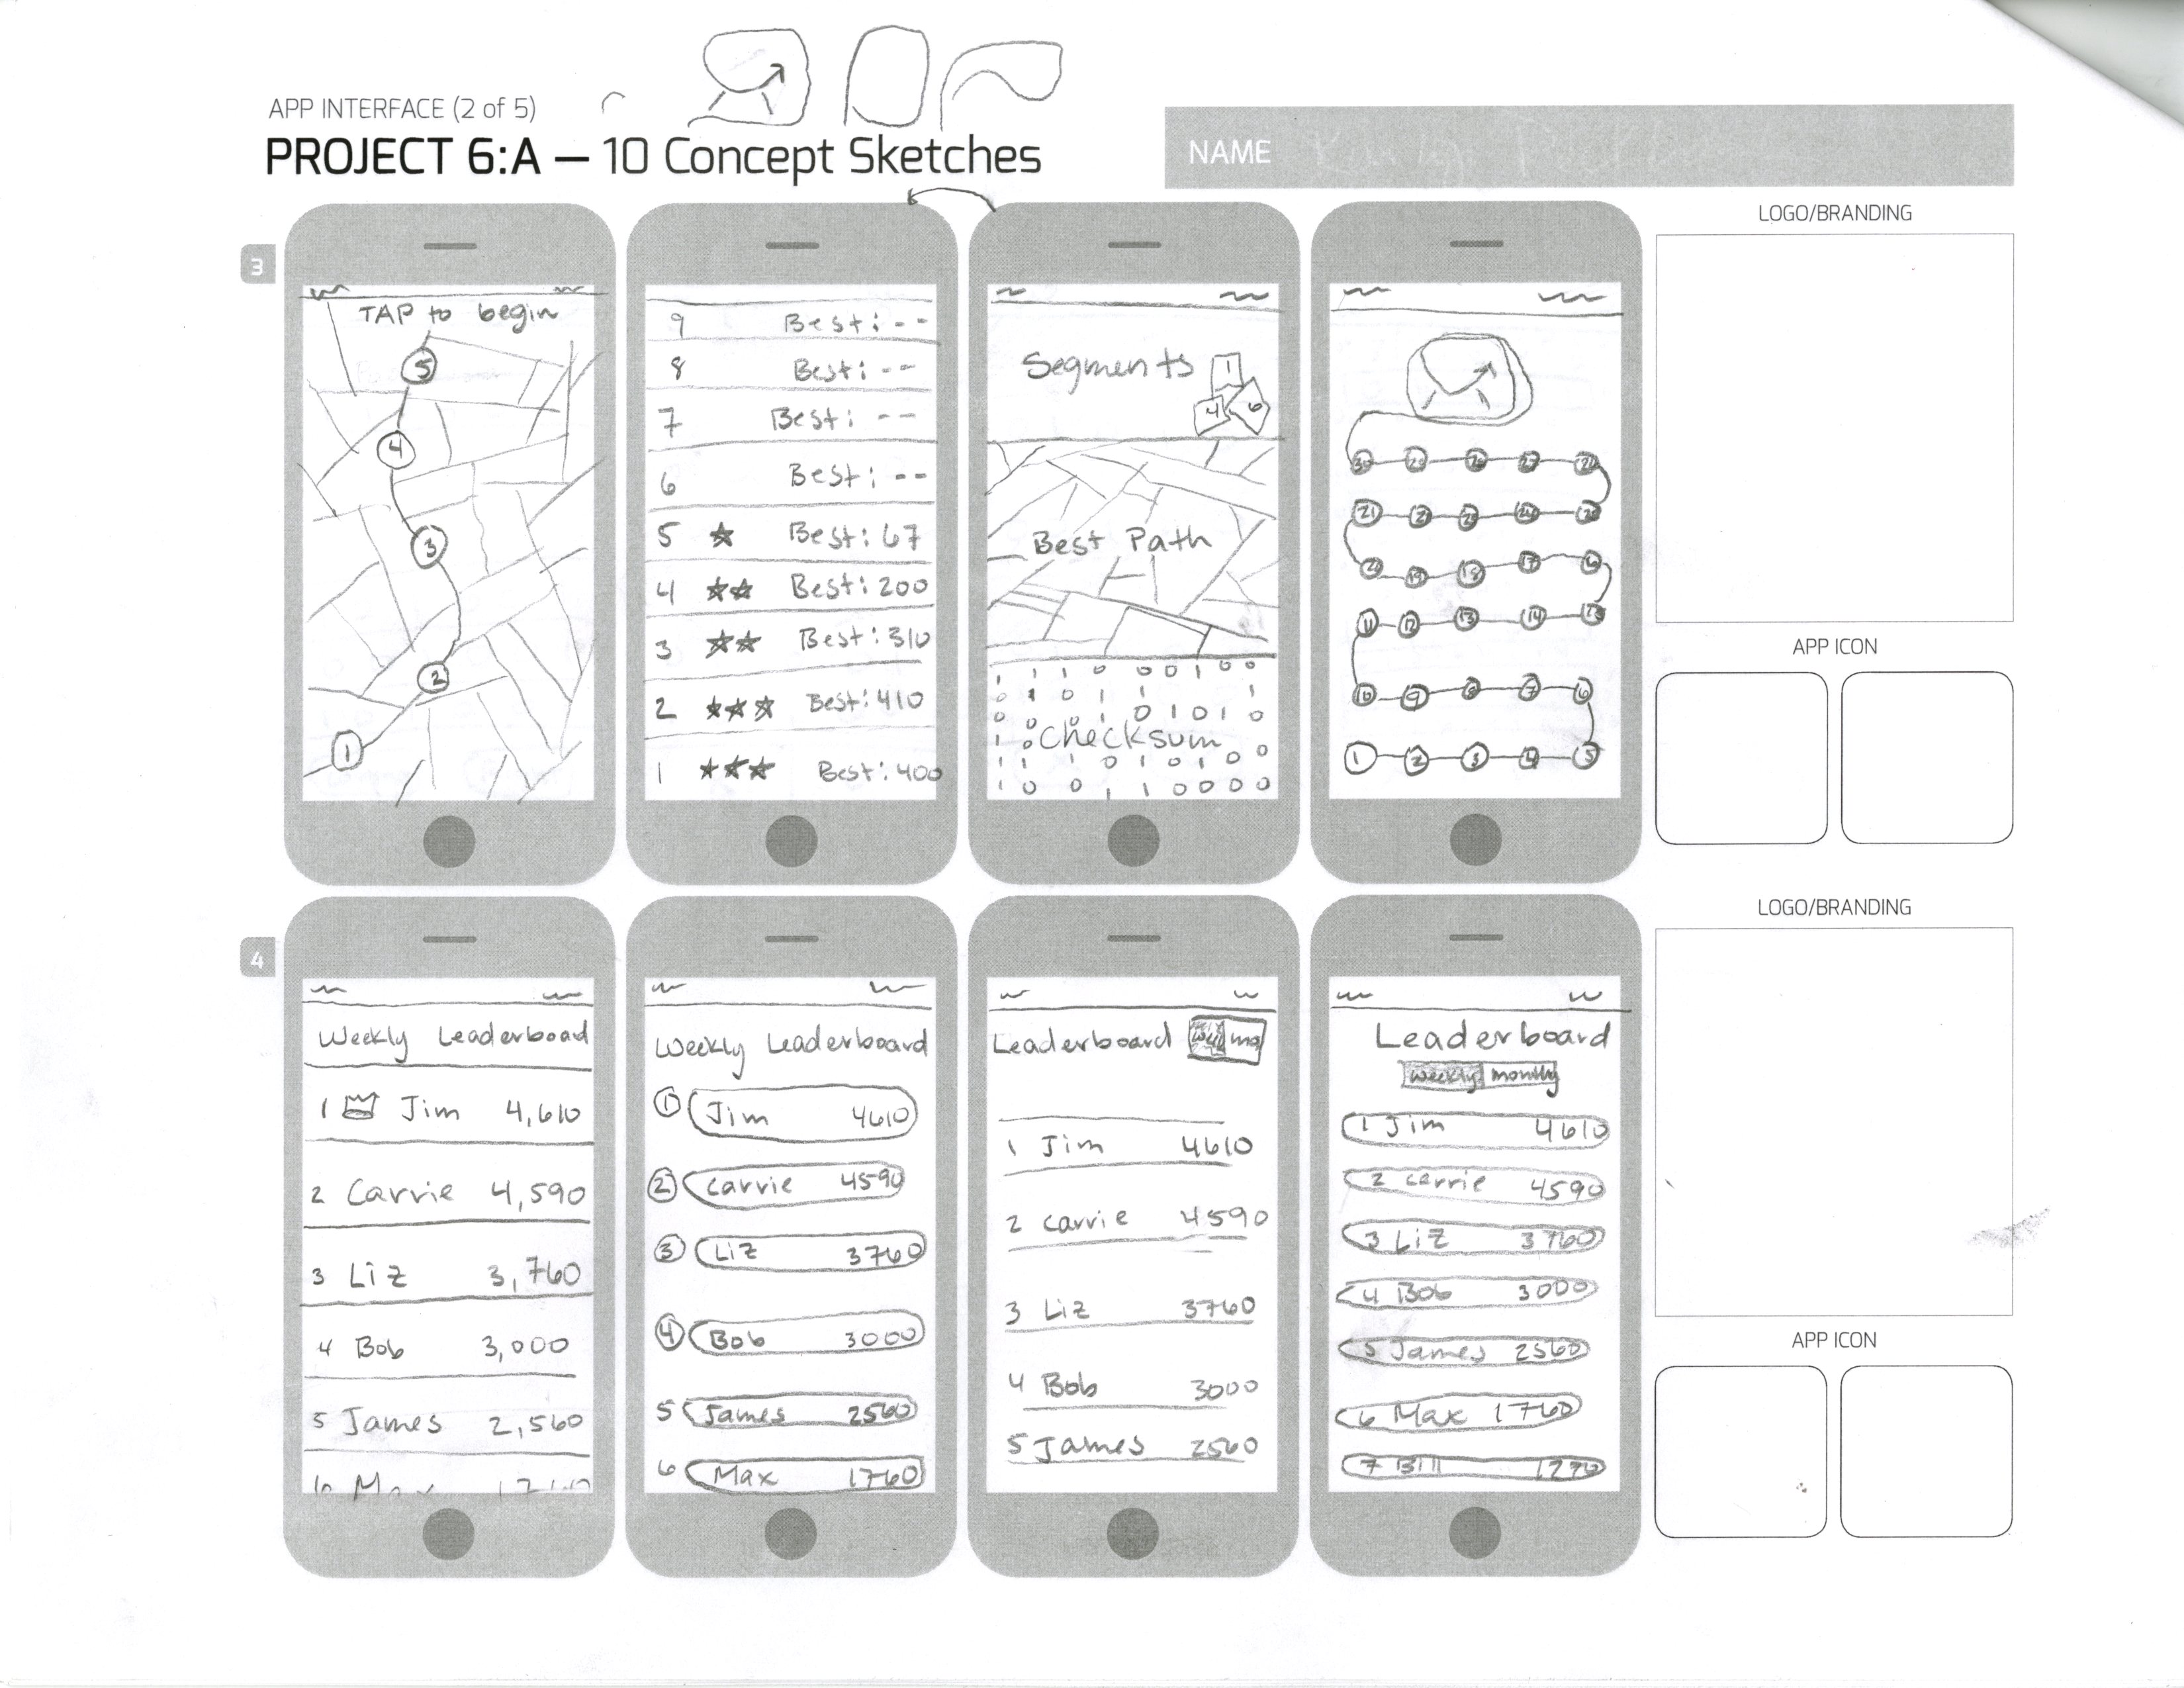 APP INTERFACE (2 of 5)
PROJECT 6:A — 10 Concept Sketches
NAME
3
TAP to begin
5
4
3
2
1
9 Best: --
8 Best: --
7 Best: --
6 Best: --
5 ★ Best: 67
4 ★★ Best: 200
3 ★★ Best: 310
2 ★★★ Best: 410
1 ★★★ Best: 400
Segments
1
4 6
Best Path
Checksum
11 12 13 14 15
10 9 8 7 6
1 2 3 4 5
LOGO/BRANDING
APP ICON
4
Weekly Leaderboard
1 Jim 4,610
2 Carrie 4,590
3 Liz 3,760
4 Bob 3,000
5 James 2,560
6 Max
Weekly Leaderboard
1 Jim 4610
2 Carrie 4590
3 Liz 3760
4 Bob 3000
5 James 2560
6 Max 1760
Leaderboard mo
1 Jim 4610
2 Carrie 4590
3 Liz 3760
4 Bob 3000
5 James 2560
Leaderboard
weekly monthly
1 Jim 4610
2 Carrie 4590
3 Liz 3760
4 Bob 3000
5 James 2560
6 Max 1760
7 Bill
LOGO/BRANDING
APP ICON